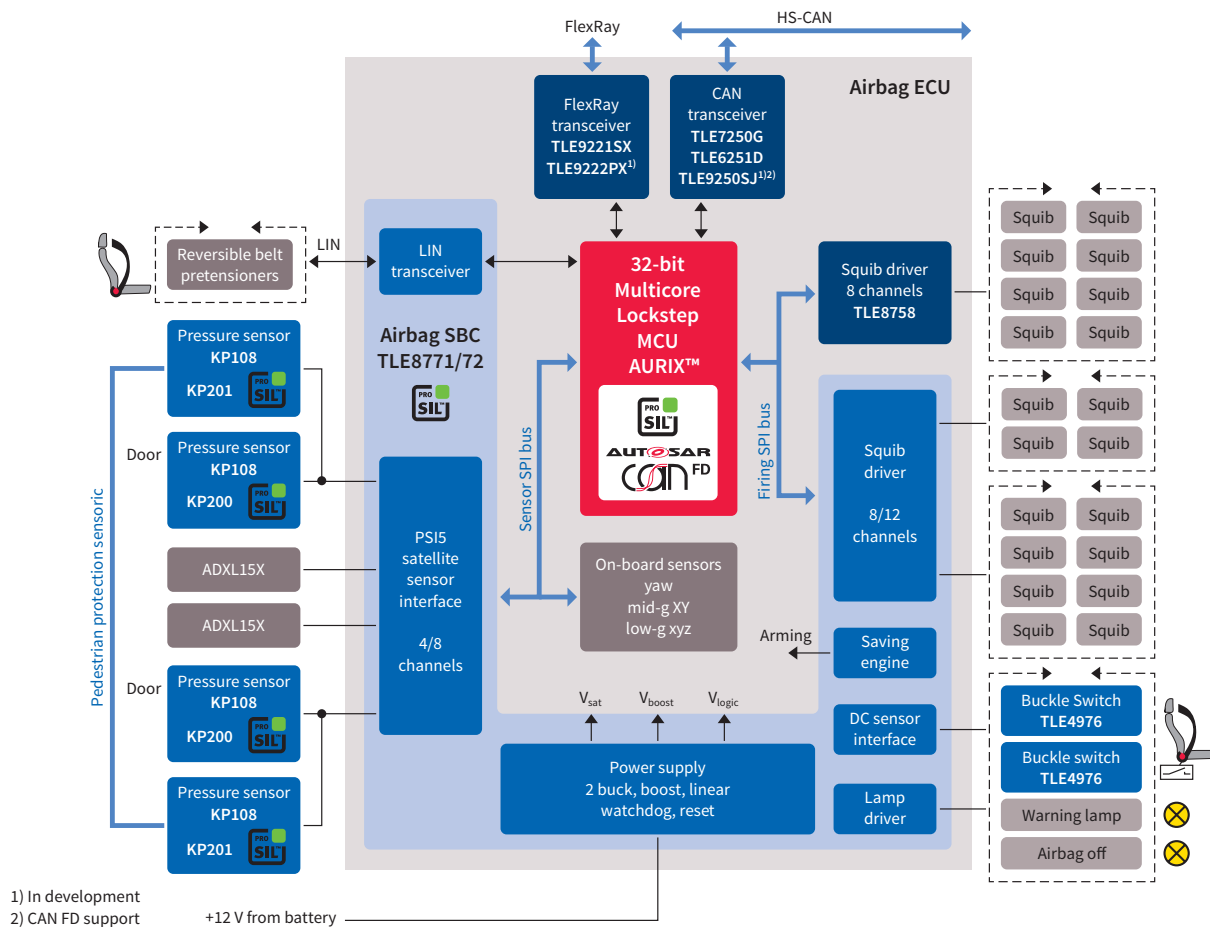 FlexRay
HS-CAN
Airbag ECU
FlexRay
transceiver
TLE9221SX
TLE9222PX1)
CAN
transceiver
TLE7250G
TLE6251D
TLE9250SJ1)2)
Reversible belt
pretensioners
LIN
LIN
transceiver
32-bit
Multicore
Lockstep
MCU
AURIX™
PRO
SIL™
AUTOSAR
CAN FD
Squib driver
8 channels
TLE8758
Squib Squib
Squib Squib
Squib Squib
Squib Squib
Airbag SBC
TLE8771/72
PRO
SIL™
Pressure sensor
KP108
KP201
PRO
SIL™
Door
Pressure sensor
KP108
KP200
PRO
SIL™
Pedestrian protection sensoric
ADXL15X
ADXL15X
Door
Pressure sensor
KP108
KP200
PRO
SIL™
Pressure sensor
KP108
KP201
PRO
SIL™
PSI5
satellite
sensor
interface
4/8
channels
Sensor SPI bus
Firing SPI bus
On-board sensors
yaw
mid-g XY
low-g xyz
Squib
driver
8/12
channels
Squib Squib
Squib Squib
Squib Squib
Squib Squib
Squib Squib
Squib Squib
Arming
Saving
engine
Vsat
Vboost
Vlogic
DC sensor
interface
Buckle Switch
TLE4976
Buckle switch
TLE4976
Power supply
2 buck, boost, linear
watchdog, reset
Lamp
driver
Warning lamp
Airbag off
1) In development
2) CAN FD support
+12 V from battery